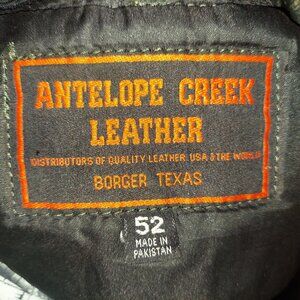 ANTELOPE CREEK
LEATHER
DISTRIBUTORS OF QUALITY LEATHER USA & THE WORLD
BORGER TEXAS
52
MADE IN
PAKISTAN